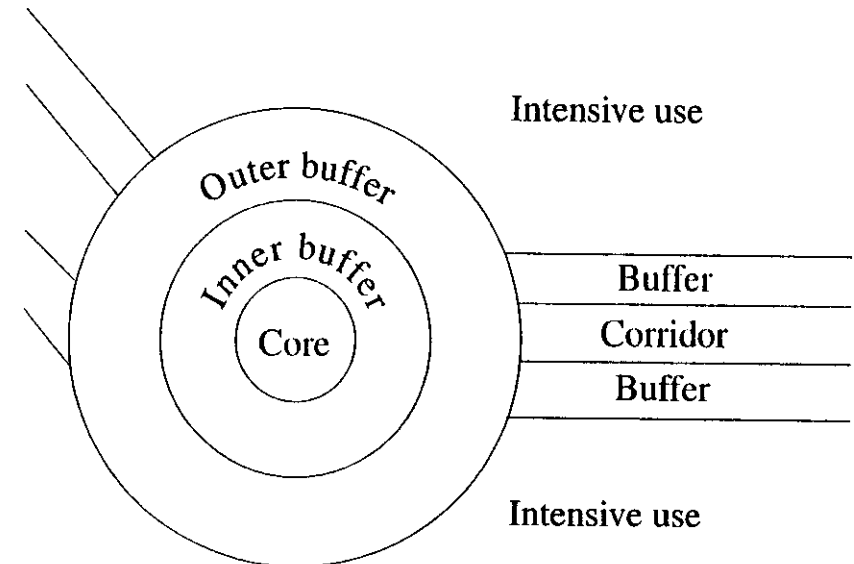 Intensive use
Outer buffer
Inner buffer
Core
Buffer
Corridor
Buffer
Intensive use